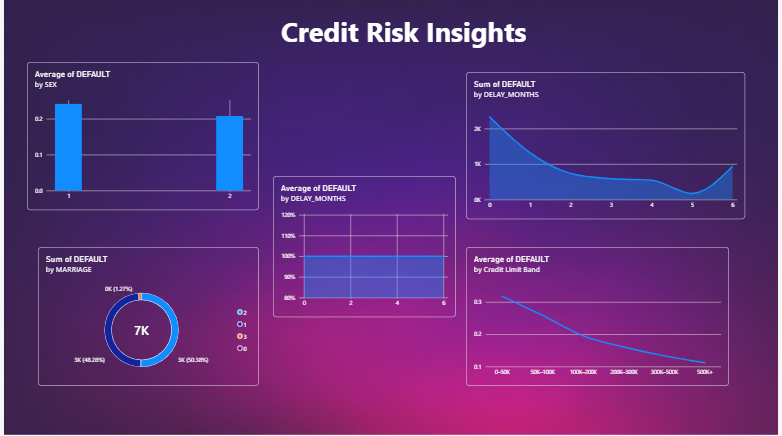 Credit Risk Insights
Average of DEFAULT
by SEX
0.2
0.1
0.0
1
2
Sum of DEFAULT
by DELAY_MONTHS
2K
1K
0K
0
1
2
3
4
5
6
Average of DEFAULT
by DELAY_MONTHS
120%
110%
100%
90%
80%
0
2
4
6
Sum of DEFAULT
by MARRIAGE
0K (1.27%)
7K
3K (48.28%)
3K (50.38%)
2
1
3
0
Average of DEFAULT
by Credit Limit Band
0.3
0.2
0.1
0-50K
50K-100K
100K-200K
200K-300K
300K-500K
500K+